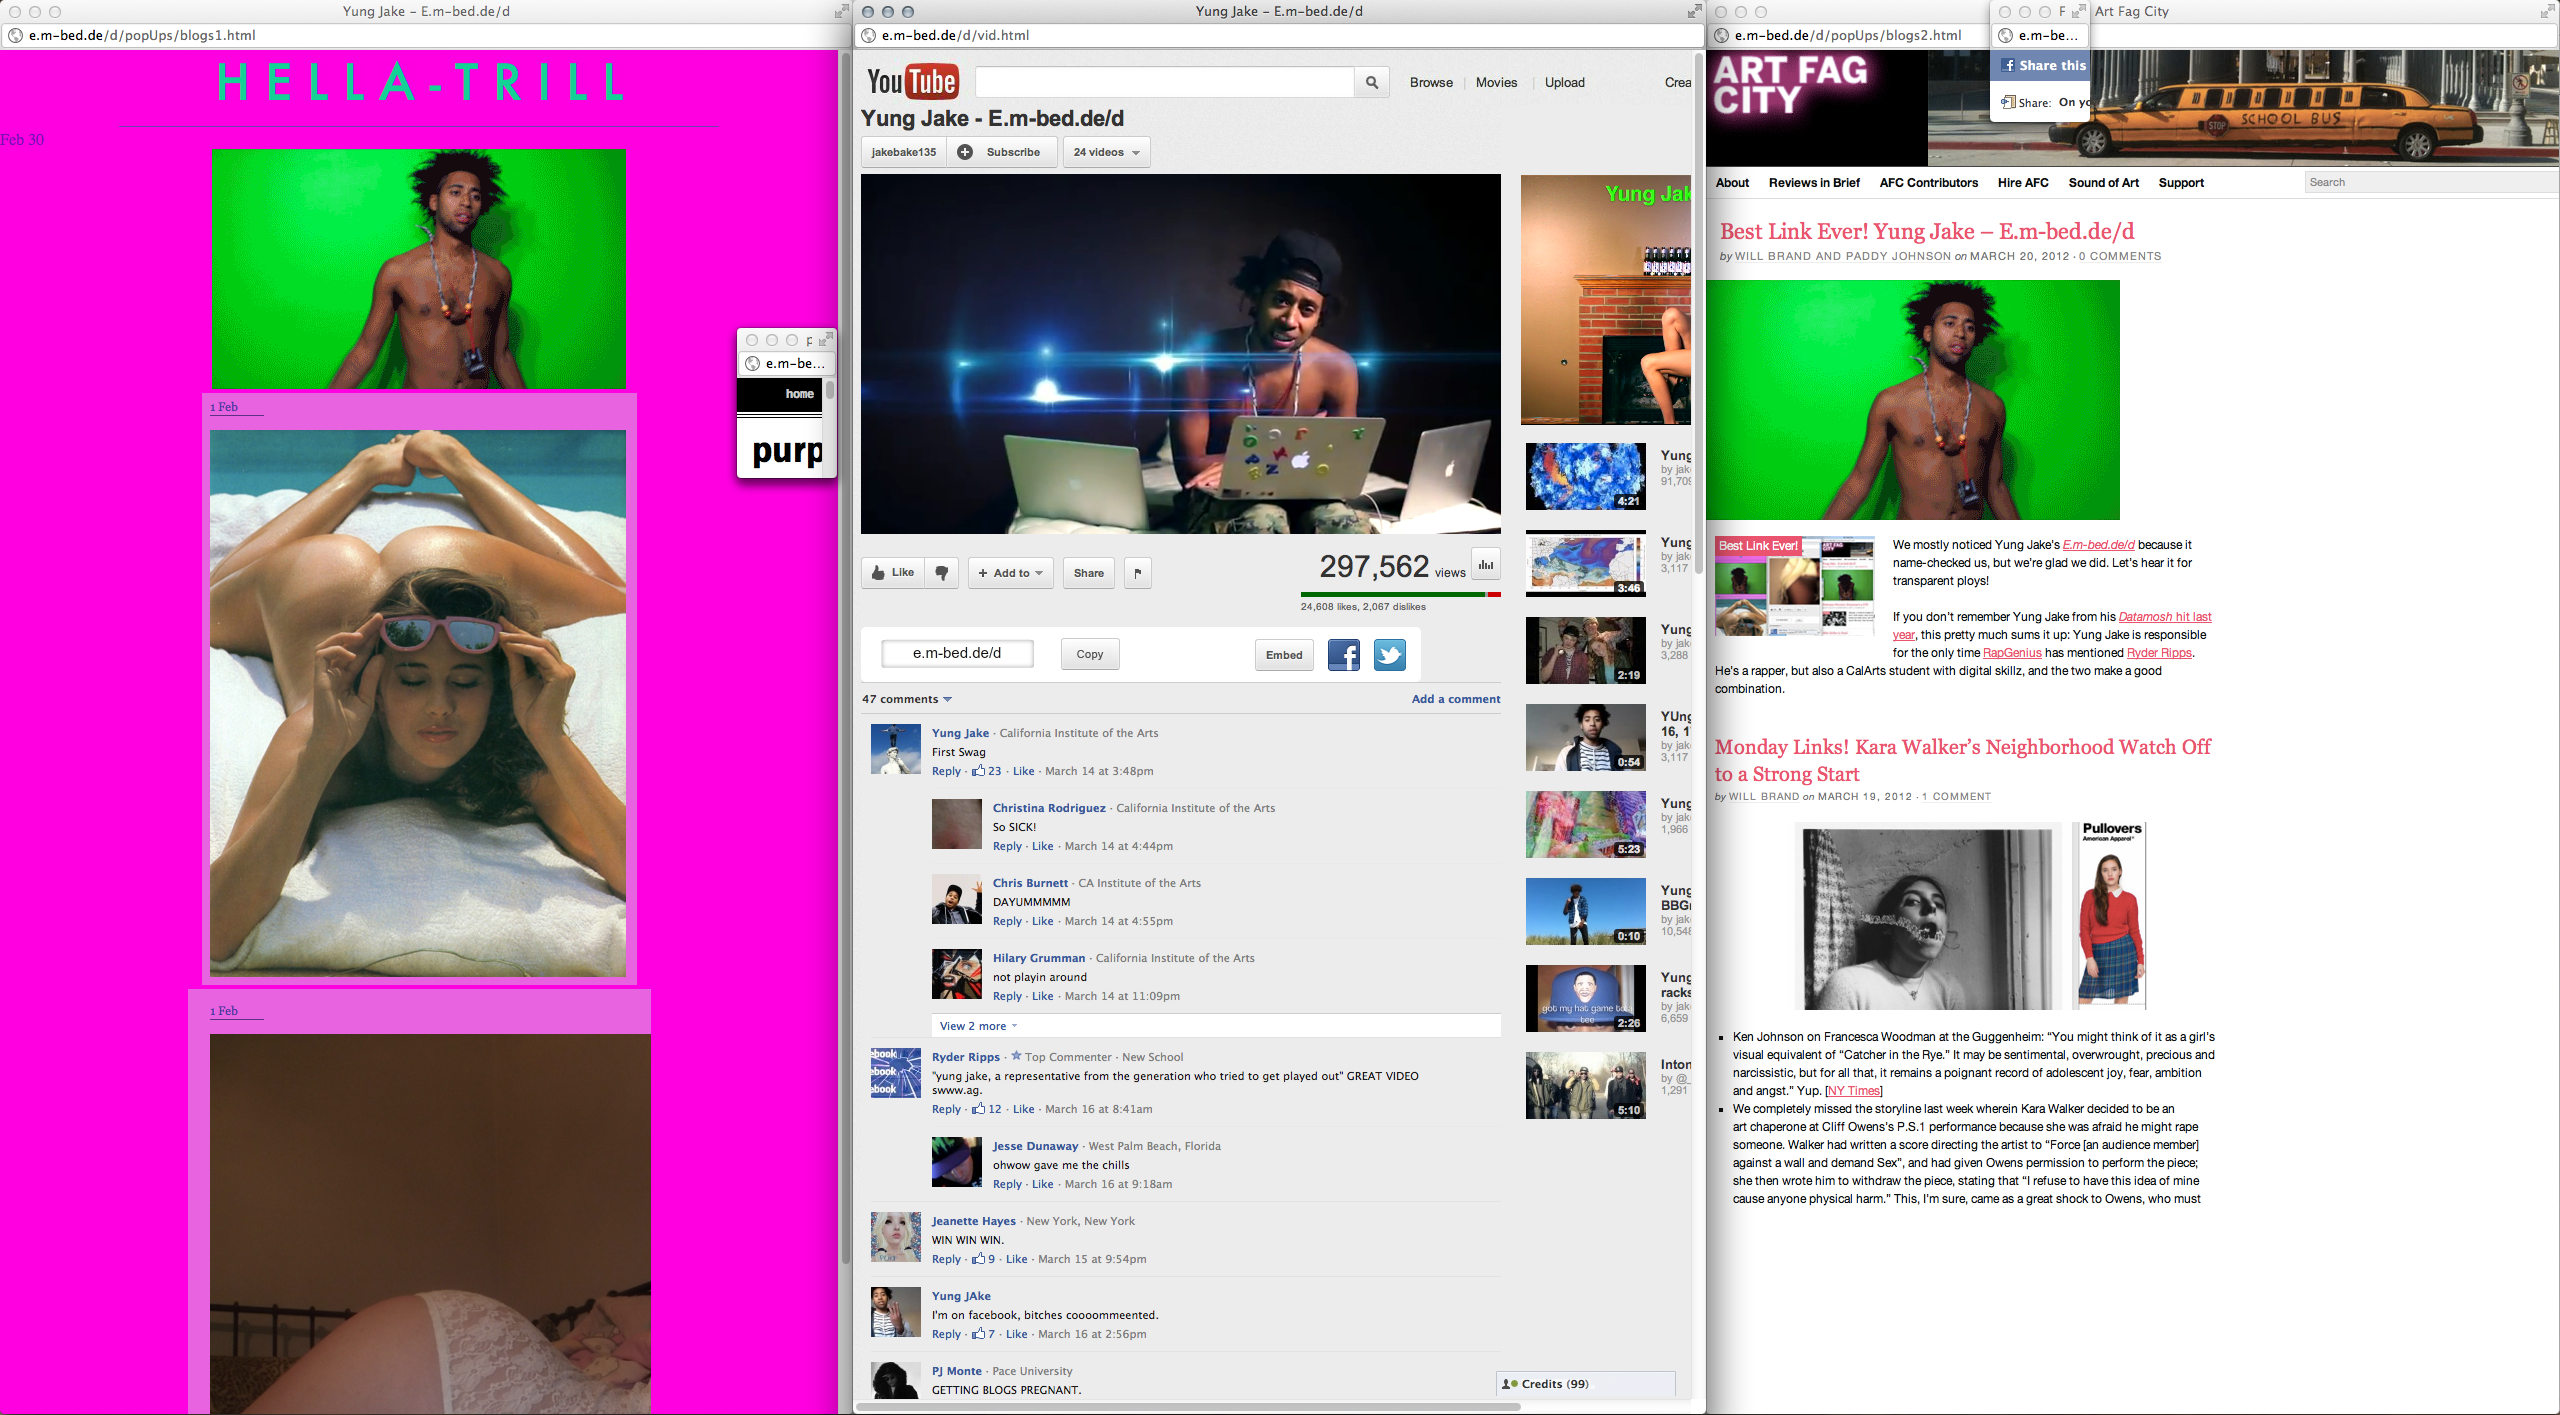 Yung Jake – E.m-bed.de/d
e.m-bed.de/d/popUps/blogs1.html
HELLA-TRILL
Feb 30
1 Feb
1 Feb
e.m-be...
home
purp
Yung Jake – E.m-bed.de/d
e.m-bed.de/d/vid.html
YouTube
Browse
Movies
Upload
Crea
Yung Jake - E.m-bed.de/d
jakebake135
Subscribe
24 videos
Like
Add to
Share
297,562 views
24,608 likes, 2,067 dislikes
e.m-bed.de/d
Copy
Embed
47 comments
Add a comment
Yung Jake · California Institute of the Arts
First Swag
Reply · 23 · Like · March 14 at 3:48pm
Christina Rodriguez · California Institute of the Arts
So SICK!
Reply · Like · March 14 at 4:44pm
Chris Burnett · CA Institute of the Arts
DAYUMMMMM
Reply · Like · March 14 at 4:55pm
Hilary Grumman · California Institute of the Arts
not playin around
Reply · Like · March 14 at 11:09pm
View 2 more
ebook
ebook
ebook
Ryder Ripps · Top Commenter · New School
"yung jake, a representative from the generation who tried to get played out" GREAT VIDEO
swww.ag.
Reply · 12 · Like · March 16 at 8:41am
Jesse Dunaway · West Palm Beach, Florida
ohwow gave me the chills
Reply · Like · March 16 at 9:18am
Jeanette Hayes · New York, New York
WIN WIN WIN.
Reply · 9 · Like · March 15 at 9:54pm
Yung JAke
I'm on facebook, bitches coooommeented.
Reply · 7 · Like · March 16 at 2:56pm
PJ Monte · Pace University
GETTING BLOGS PREGNANT.
Credits (99)
Yung Jak
4:21
Yung
by jak
91,709
3:46
Yung
by jak
3,117
2:19
Yung
by jak
3,288
0:54
YUng
16, 1
by jak
3,117
5:23
Yung
by jak
1,966
0:10
Yung
BBG
by jak
10,548
got my hat game
tee
2:26
Yung
racks
by jak
6,659
5:10
Inton
by @_
1,291
Art Fag City
e.m-bed.de/d/popUps/blogs2.html
F
e.m-be...
Share this
Share: On yo
ART FAG
CITY
STOP
SCHOOL BUS
About
Reviews in Brief
AFC Contributors
Hire AFC
Sound of Art
Support
Search
Best Link Ever! Yung Jake – E.m-bed.de/d
by WILL BRAND AND PADDY JOHNSON on MARCH 20, 2012 · 0 COMMENTS
Best Link Ever!
We mostly noticed Yung Jake's E.m-bed.de/d because it
name-checked us, but we're glad we did. Let's hear it for
transparent ploys!
If you don't remember Yung Jake from his Datamosh hit last
year, this pretty much sums it up: Yung Jake is responsible
for the only time RapGenius has mentioned Ryder Ripps.
He's a rapper, but also a CalArts student with digital skillz, and the two make a good
combination.
Monday Links! Kara Walker's Neighborhood Watch Off
to a Strong Start
by WILL BRAND on MARCH 19, 2012 · 1 COMMENT
Pullovers
American Apparel®
Ken Johnson on Francesca Woodman at the Guggenheim: “You might think of it as a girl's
visual equivalent of “Catcher in the Rye.” It may be sentimental, overwrought, precious and
narcissistic, but for all that, it remains a poignant record of adolescent joy, fear, ambition
and angst.” Yup. [NY Times]
We completely missed the storyline last week wherein Kara Walker decided to be an
art chaperone at Cliff Owens's P.S.1 performance because she was afraid he might rape
someone. Walker had written a score directing the artist to “Force [an audience member]
against a wall and demand Sex”, and had given Owens permission to perform the piece;
she then wrote him to withdraw the piece, stating that “I refuse to have this idea of mine
cause anyone physical harm.” This, I'm sure, came as a great shock to Owens, who must